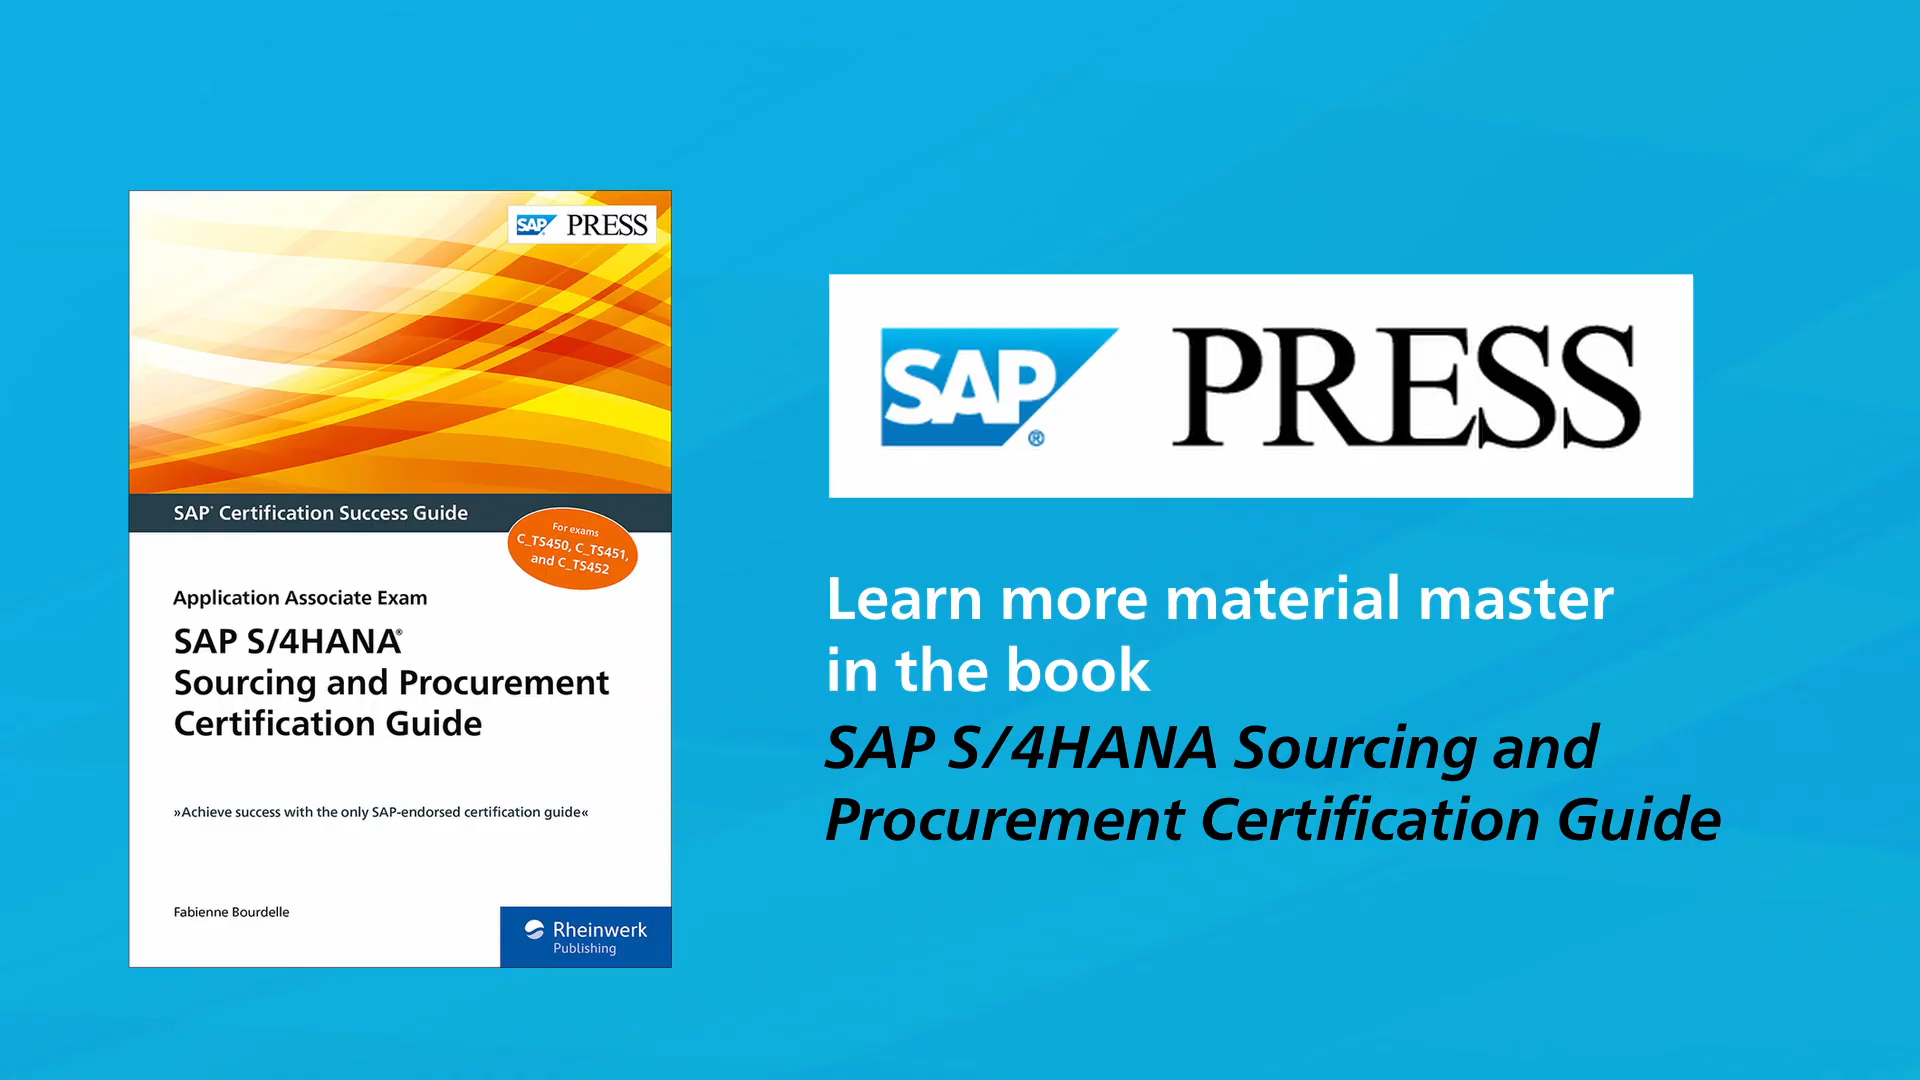 SAP® PRESS
SAP® Certification Success Guide
For exams
C_TS450, C_TS451,
and C_TS452
Application Associate Exam
SAP S/4HANA®
Sourcing and Procurement
Certification Guide
»Achieve success with the only SAP-endorsed certification guide«
Fabienne Bourdelle
Rheinwerk
Publishing
SAP® PRESS
Learn more material master
in the book
SAP S/4HANA Sourcing and
Procurement Certification Guide